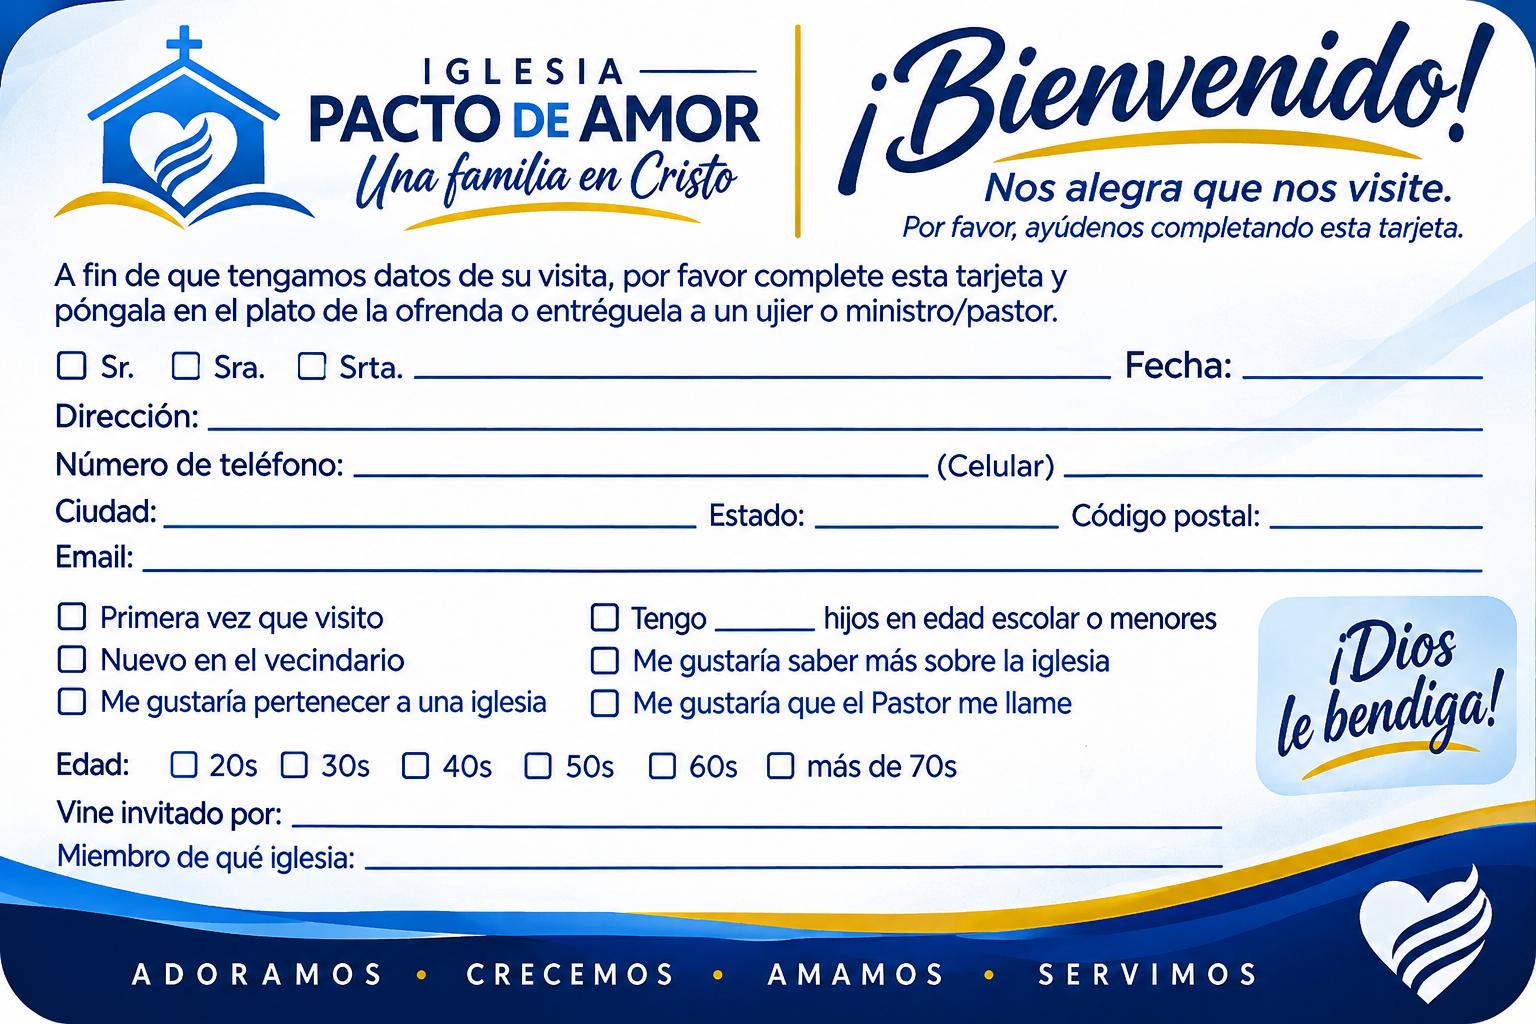 IGLESIA
PACTO DE AMOR
Una familia en Cristo
¡Bienvenido!
Nos alegra que nos visite.
Por favor, ayúdenos completando esta tarjeta.
A fin de que tengamos datos de su visita, por favor complete esta tarjeta y
póngala en el plato de la ofrenda o entréguela a un ujier o ministro/pastor.
Sr. Sra. Srta. Fecha:
Dirección:
Número de teléfono: (Celular)
Ciudad: Estado: Código postal:
Email:
Primera vez que visito
Nuevo en el vecindario
Me gustaría pertenecer a una iglesia
Tengo hijos en edad escolar o menores
Me gustaría saber más sobre la iglesia
Me gustaría que el Pastor me llame
¡Dios
le bendiga!
Edad: 20s 30s 40s 50s 60s más de 70s
Vine invitado por:
Miembro de qué iglesia:
ADORAMOS • CRECEMOS • AMAMOS • SERVIMOS